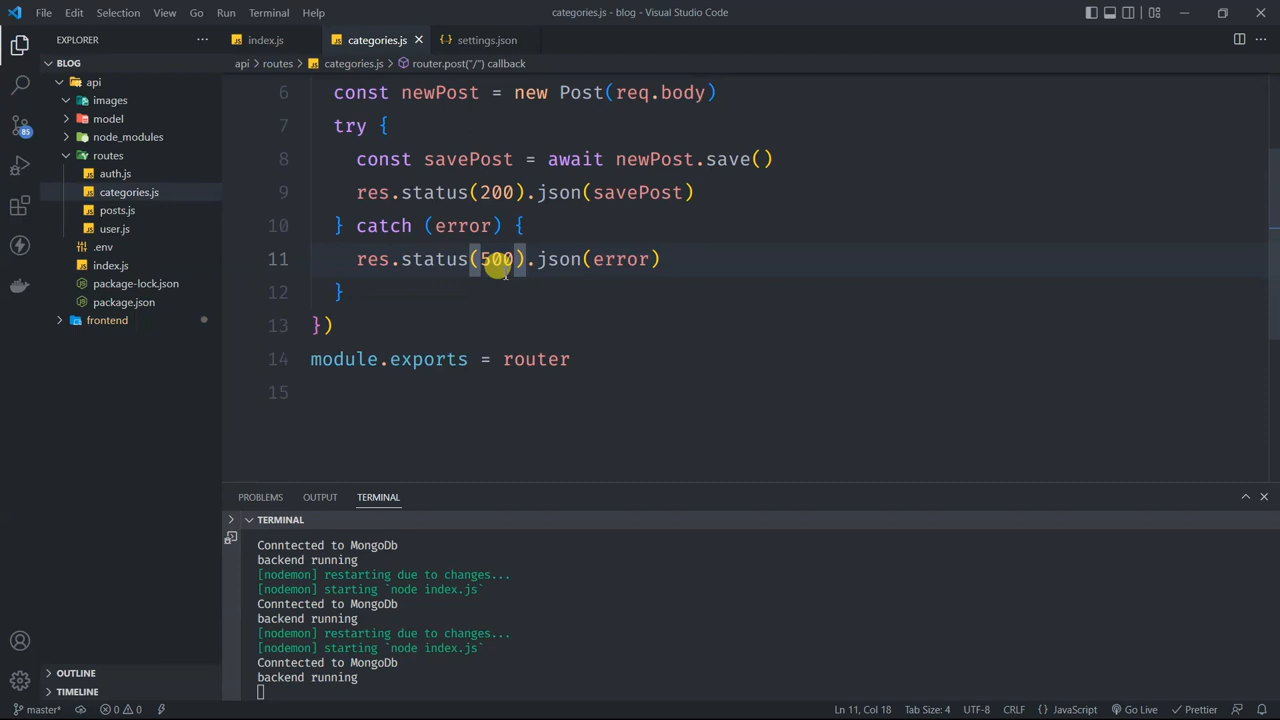 File Edit Selection View Go Run Terminal Help
categories.js - blog - Visual Studio Code
EXPLORER
BLOG
api
images
model
node_modules
routes
auth.js
categories.js
posts.js
user.js
.env
index.js
package-lock.json
package.json
frontend
OUTLINE
TIMELINE
85
index.js
categories.js
settings.json
api > routes > categories.js > router.post("/") callback
6 const newPost = new Post(req.body)
7 try {
8 const savePost = await newPost.save()
9 res.status(200).json(savePost)
10 } catch (error) {
11 res.status(500).json(error)
12 }
13 })
14 module.exports = router
15
PROBLEMS OUTPUT TERMINAL
TERMINAL
Conntected to MongoDb
backend running
[nodemon] restarting due to changes...
[nodemon] starting `node index.js`
Conntected to MongoDb
backend running
[nodemon] restarting due to changes...
[nodemon] starting `node index.js`
Conntected to MongoDb
backend running
master* 0 0 Ln 11, Col 18 Tab Size: 4 UTF-8 CRLF {} JavaScript Go Live Prettier